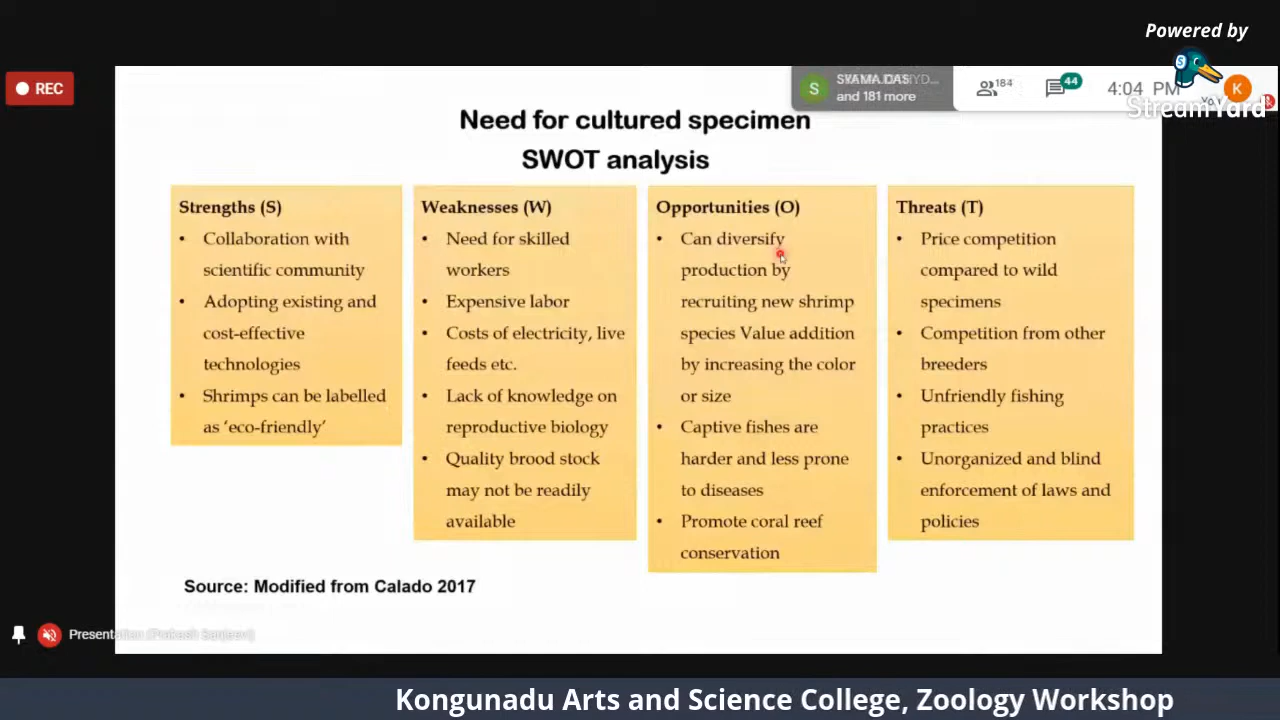 Powered by
REC
S
and 181 more
184
44
4:04 PM
K
StreamYard
Need for cultured specimen
SWOT analysis
Strengths (S)
• Collaboration with
scientific community
• Adopting existing and
cost-effective
technologies
• Shrimps can be labelled
as ‘eco-friendly’
Weaknesses (W)
• Need for skilled
workers
• Expensive labor
• Costs of electricity, live
feeds etc.
• Lack of knowledge on
reproductive biology
• Quality brood stock
may not be readily
available
Opportunities (O)
• Can diversify
production by
recruiting new shrimp
species Value addition
by increasing the color
or size
• Captive fishes are
harder and less prone
to diseases
• Promote coral reef
conservation
Threats (T)
• Price competition
compared to wild
specimens
• Competition from other
breeders
• Unfriendly fishing
practices
• Unorganized and blind
enforcement of laws and
policies
Source: Modified from Calado 2017
Presentation (Prakash Sanjeevi)
Kongunadu Arts and Science College, Zoology Workshop